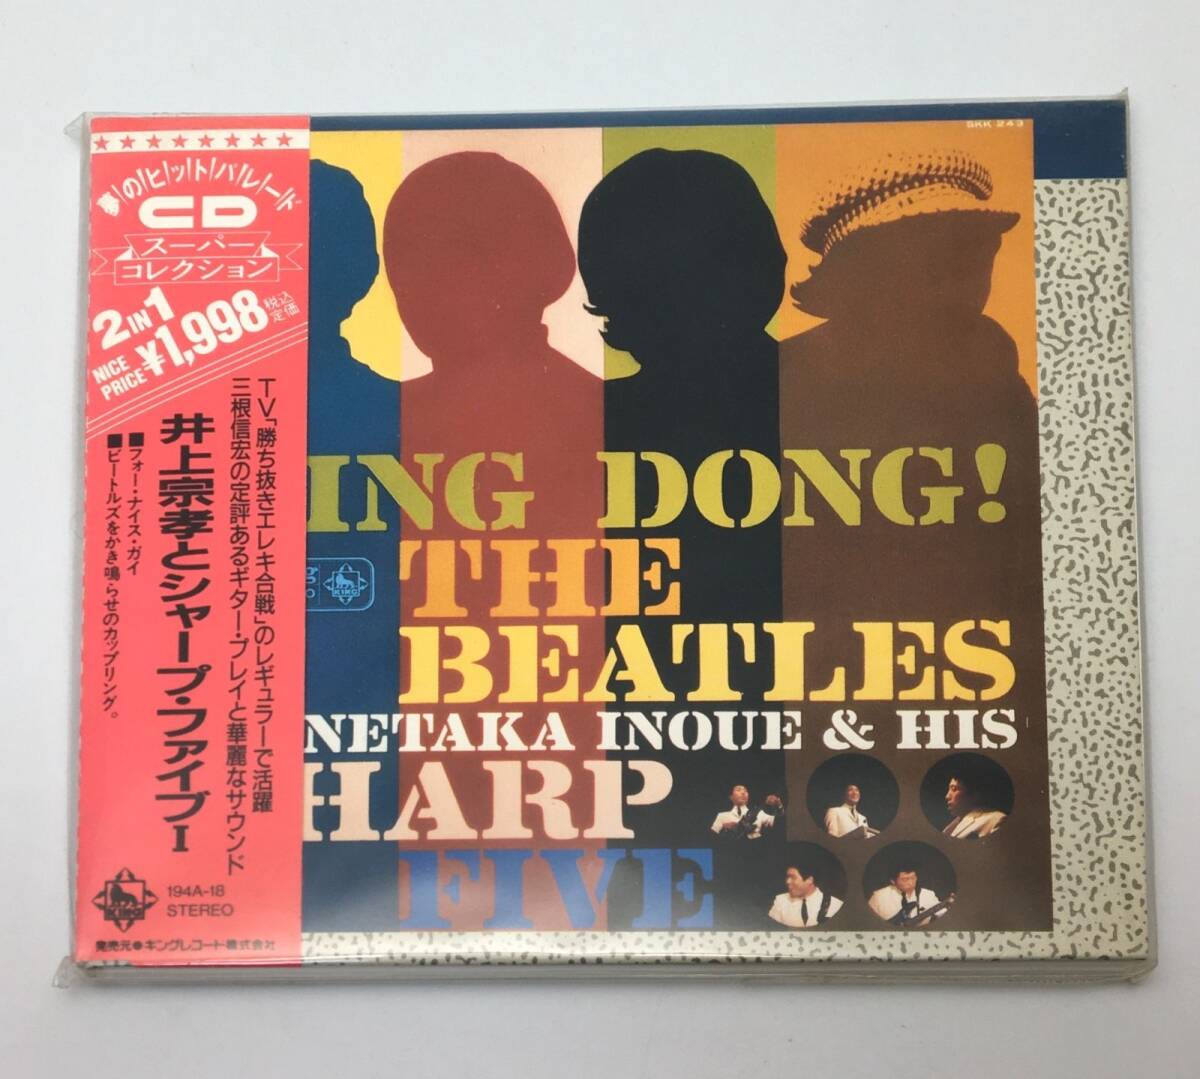 夢のヒットパレード
CD
スーパー
コレクション
2 IN 1
NICE PRICE ¥1,998 税込定価
TV「勝ち抜きエレキ合戦」のレギュラーで活躍
三根信宏の定評あるギター・プレイと華麗なサウンド
井上宗孝とシャープ・ファイブ I
■フォー・ナイス・ガイ
■ビートルズをかき鳴らせのカップリング。
KING
194A-18
STEREO
発売元●キングレコード株式会社
SKK 243
ING DONG!
KING
THE
BEATLES
NETAKA INOUE & HIS
HARP
FIVE